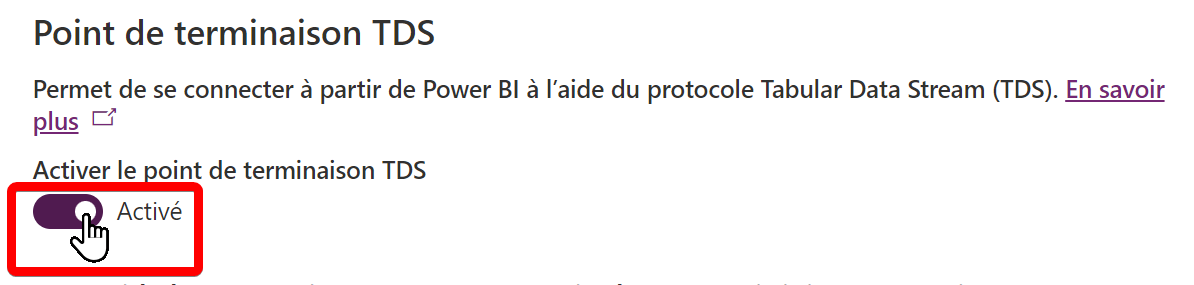 Point de terminaison TDS
Permet de se connecter à partir de Power BI à l’aide du protocole Tabular Data Stream (TDS). En savoir
plus
Activer le point de terminaison TDS
Activé